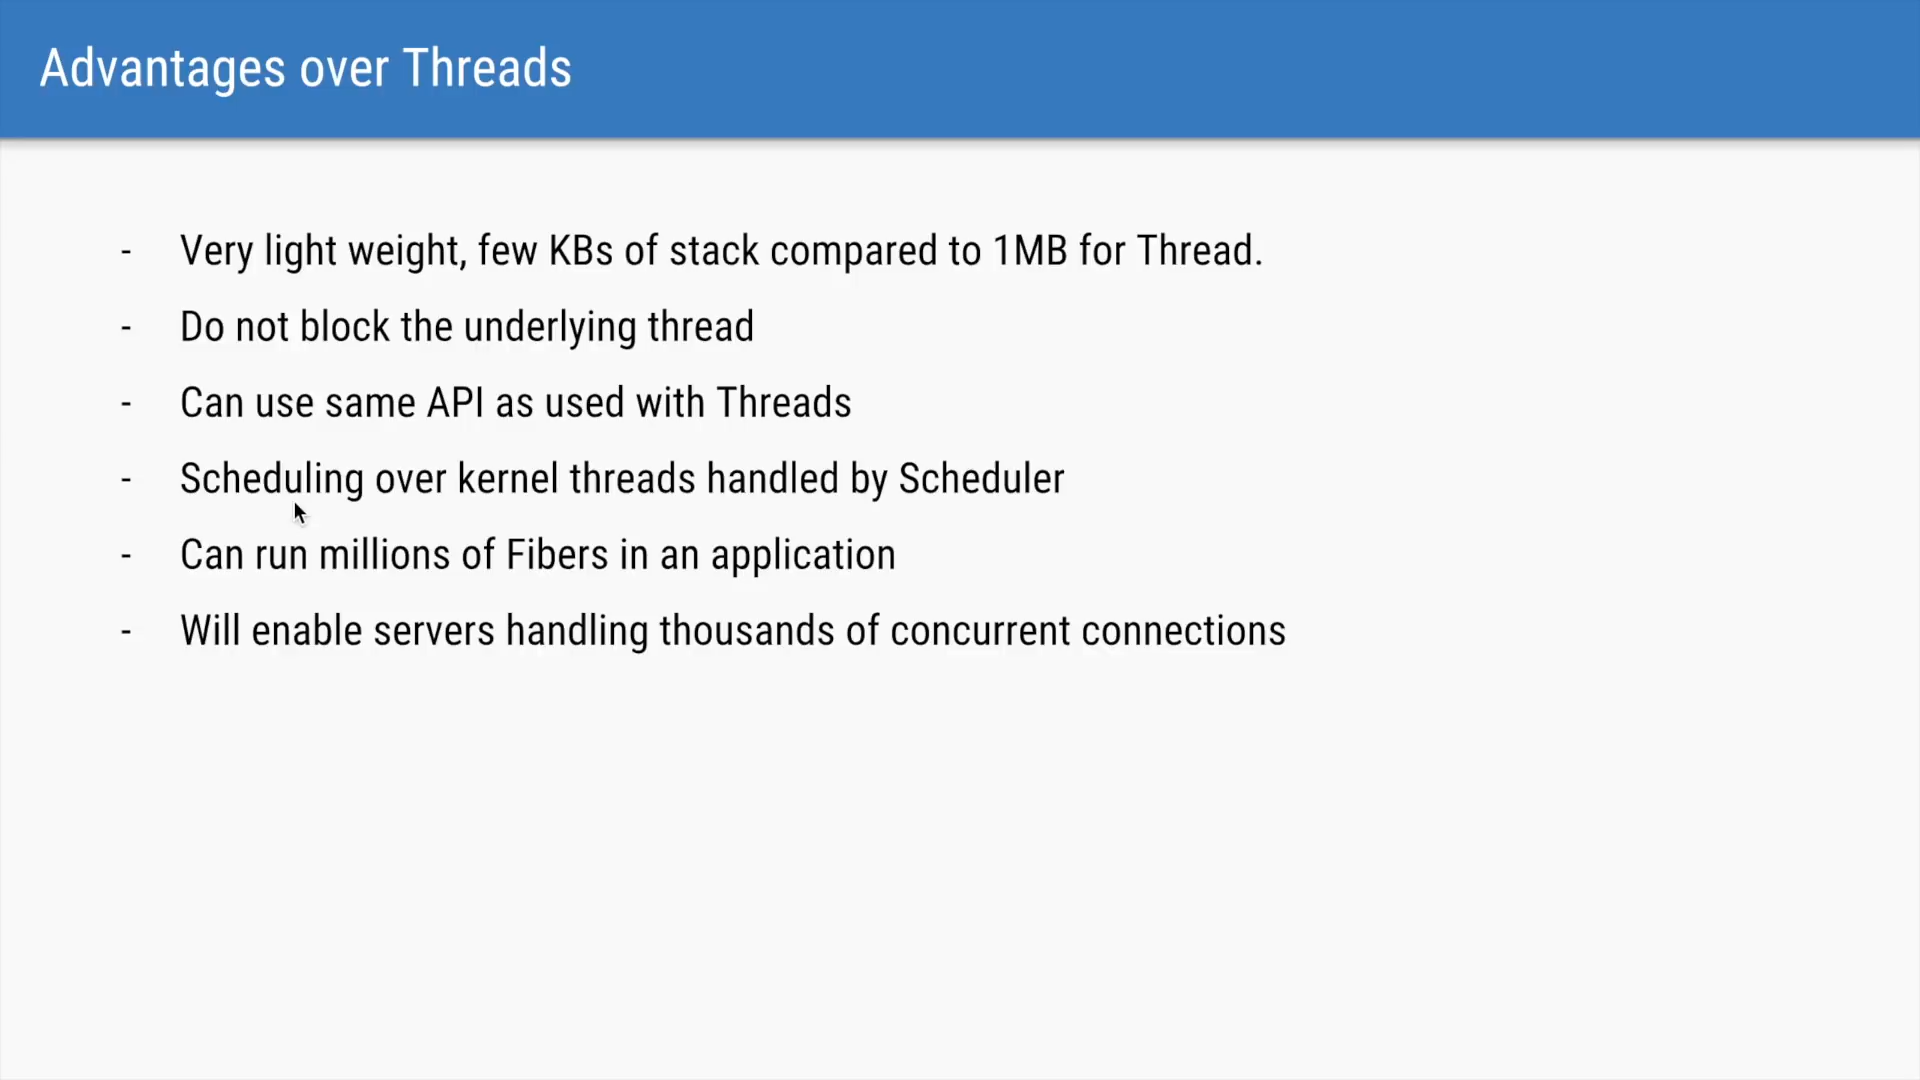 Advantages over Threads
- Very light weight, few KBs of stack compared to 1MB for Thread.
- Do not block the underlying thread
- Can use same API as used with Threads
- Scheduling over kernel threads handled by Scheduler
- Can run millions of Fibers in an application
- Will enable servers handling thousands of concurrent connections